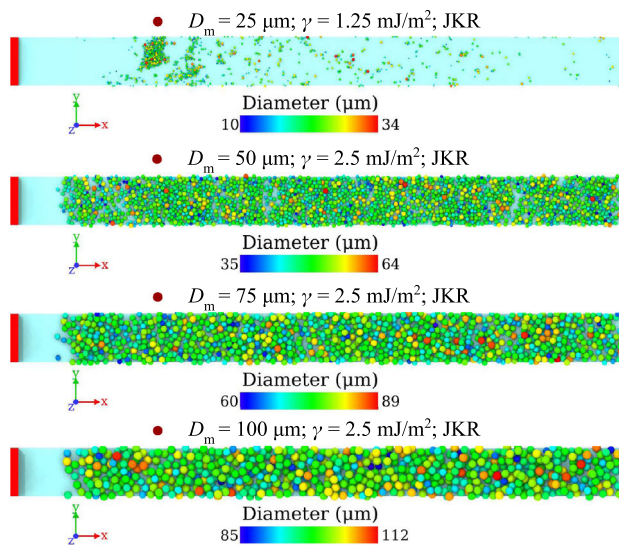 D_m = 25 μm; γ = 1.25 mJ/m²; JKR
y
z x
Diameter (μm)
10 34
D_m = 50 μm; γ = 2.5 mJ/m²; JKR
y
z x
Diameter (μm)
35 64
D_m = 75 μm; γ = 2.5 mJ/m²; JKR
y
z x
Diameter (μm)
60 89
D_m = 100 μm; γ = 2.5 mJ/m²; JKR
y
z x
Diameter (μm)
85 112